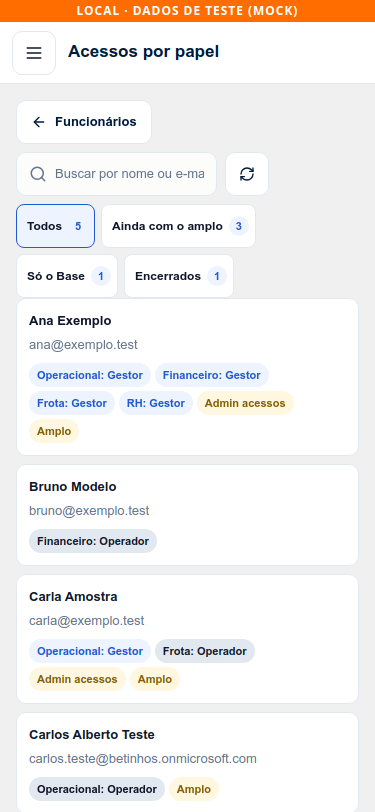 LOCAL · DADOS DE TESTE (MOCK)
Acessos por papel
Funcionários
Buscar por nome ou e-ma
Todos 5
Ainda com o amplo 3
Só o Base 1
Encerrados 1
Ana Exemplo
ana@exemplo.test
Operacional: Gestor
Financeiro: Gestor
Frota: Gestor
RH: Gestor
Admin acessos
Amplo
Bruno Modelo
bruno@exemplo.test
Financeiro: Operador
Carla Amostra
carla@exemplo.test
Operacional: Gestor
Frota: Operador
Admin acessos
Amplo
Carlos Alberto Teste
carlos.teste@betinhos.onmicrosoft.com
Operacional: Operador
Amplo